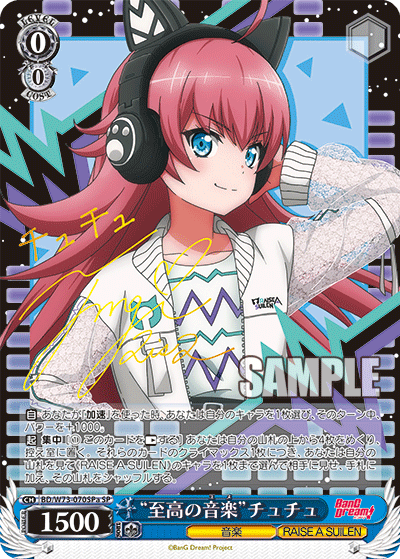 LEVEL
0
0
COST
チュチュ
RAISE A SUILEN
SAMPLE
自 あなたが『加速』を使った時、あなたは自分のキャラを1枚選び、そのターン中、
パワーを+1000。
起 集中 [① このカードを する] あなたは自分の山札の上から4枚をめくり、
控え室に置く。それらのカードのクライマックス1枚につき、あなたは自分の
山札を見て《RAISE A SUILEN》のキャラを1枚まで選んで相手に見せ、手札に
加え、その山札をシャッフルする。
CH BD/W73-070SPa SP
1500
“至高の音楽”チュチュ
BanG Dream!
音楽
RAISE A SUILEN
©BanG Dream! Project